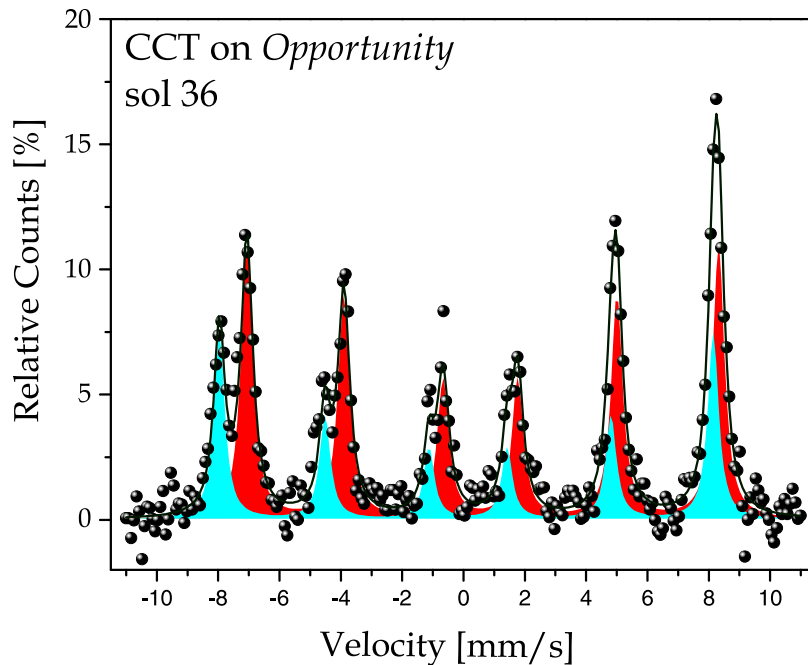 CCT on Opportunity
sol 36
20
15
10
5
0
Relative Counts [%]
-10 -8 -6 -4 -2 0 2 4 6 8 10
Velocity [mm/s]